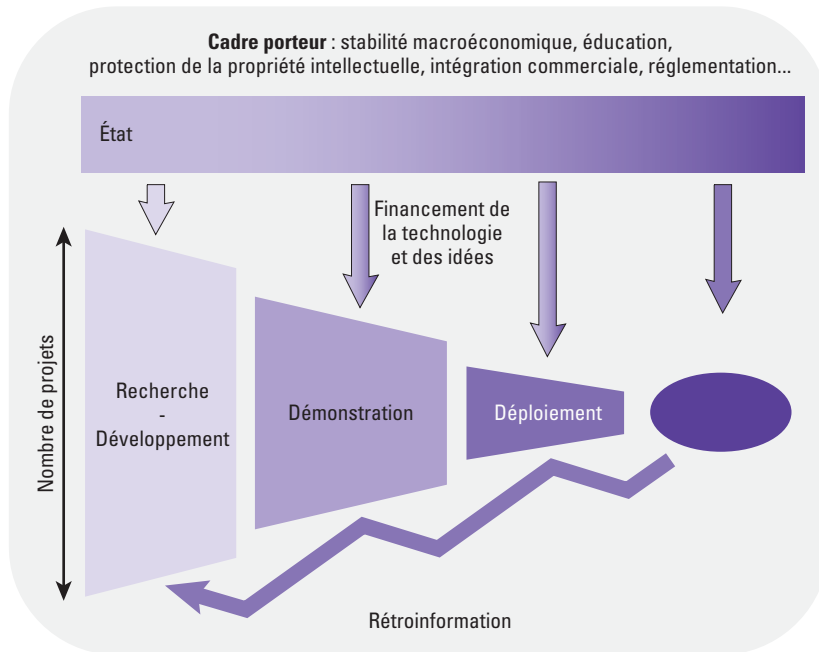 Cadre porteur : stabilité macroéconomique, éducation,
protection de la propriété intellectuelle, intégration commerciale, réglementation...
État
Financement de
la technologie
et des idées
Nombre de projets
Recherche
-
Développement
Démonstration
Déploiement
Rétroinformation